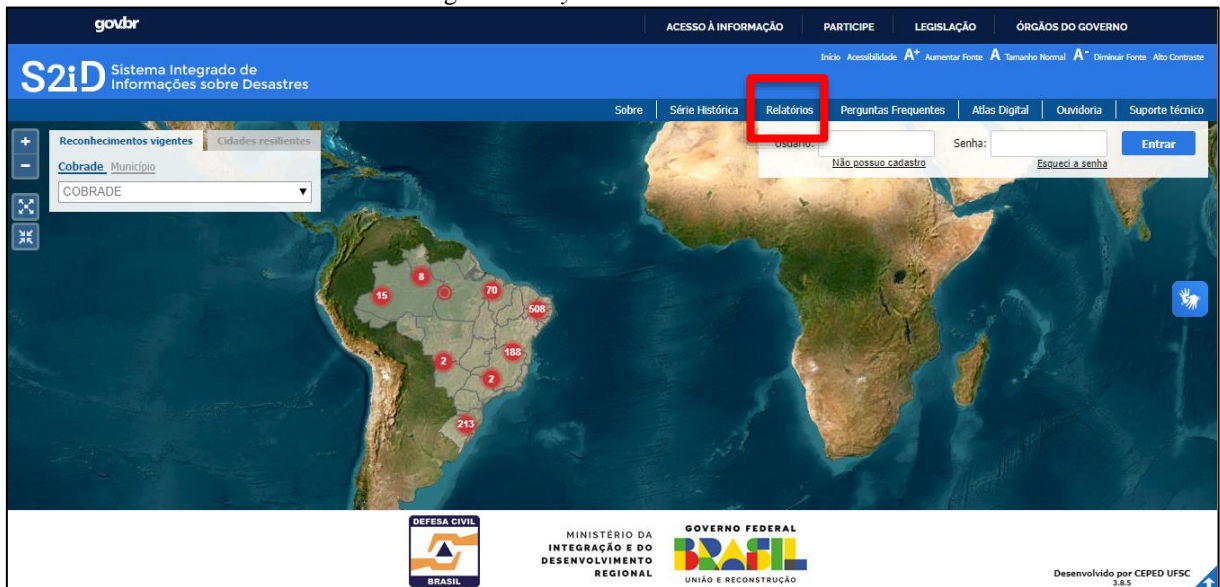 gov.br
ACESSO À INFORMAÇÃO PARTICIPE LEGISLAÇÃO ÓRGÃOS DO GOVERNO
Início Acessibilidade A+ Aumentar Fonte A Tamanho Normal A- Diminuir Fonte Alto Contraste
S2iD Sistema Integrado de
Informações sobre Desastres
Sobre Série Histórica Relatórios Perguntas Frequentes Atlas Digital Ouvidoria Suporte técnico
+ Reconhecimentos vigentes Cidades resilientes
- Cobrade Município
COBRADE
Usuário: Senha: Entrar
Não possuo cadastro Esqueci a senha
8
15
70
508
2
188
2
213
DEFESA CIVIL
BRASIL
MINISTÉRIO DA
INTEGRAÇÃO E DO
DESENVOLVIMENTO
REGIONAL
GOVERNO FEDERAL
BRASIL
UNIÃO E RECONSTRUÇÃO
Desenvolvido por CEPED UFSC
3.8.5